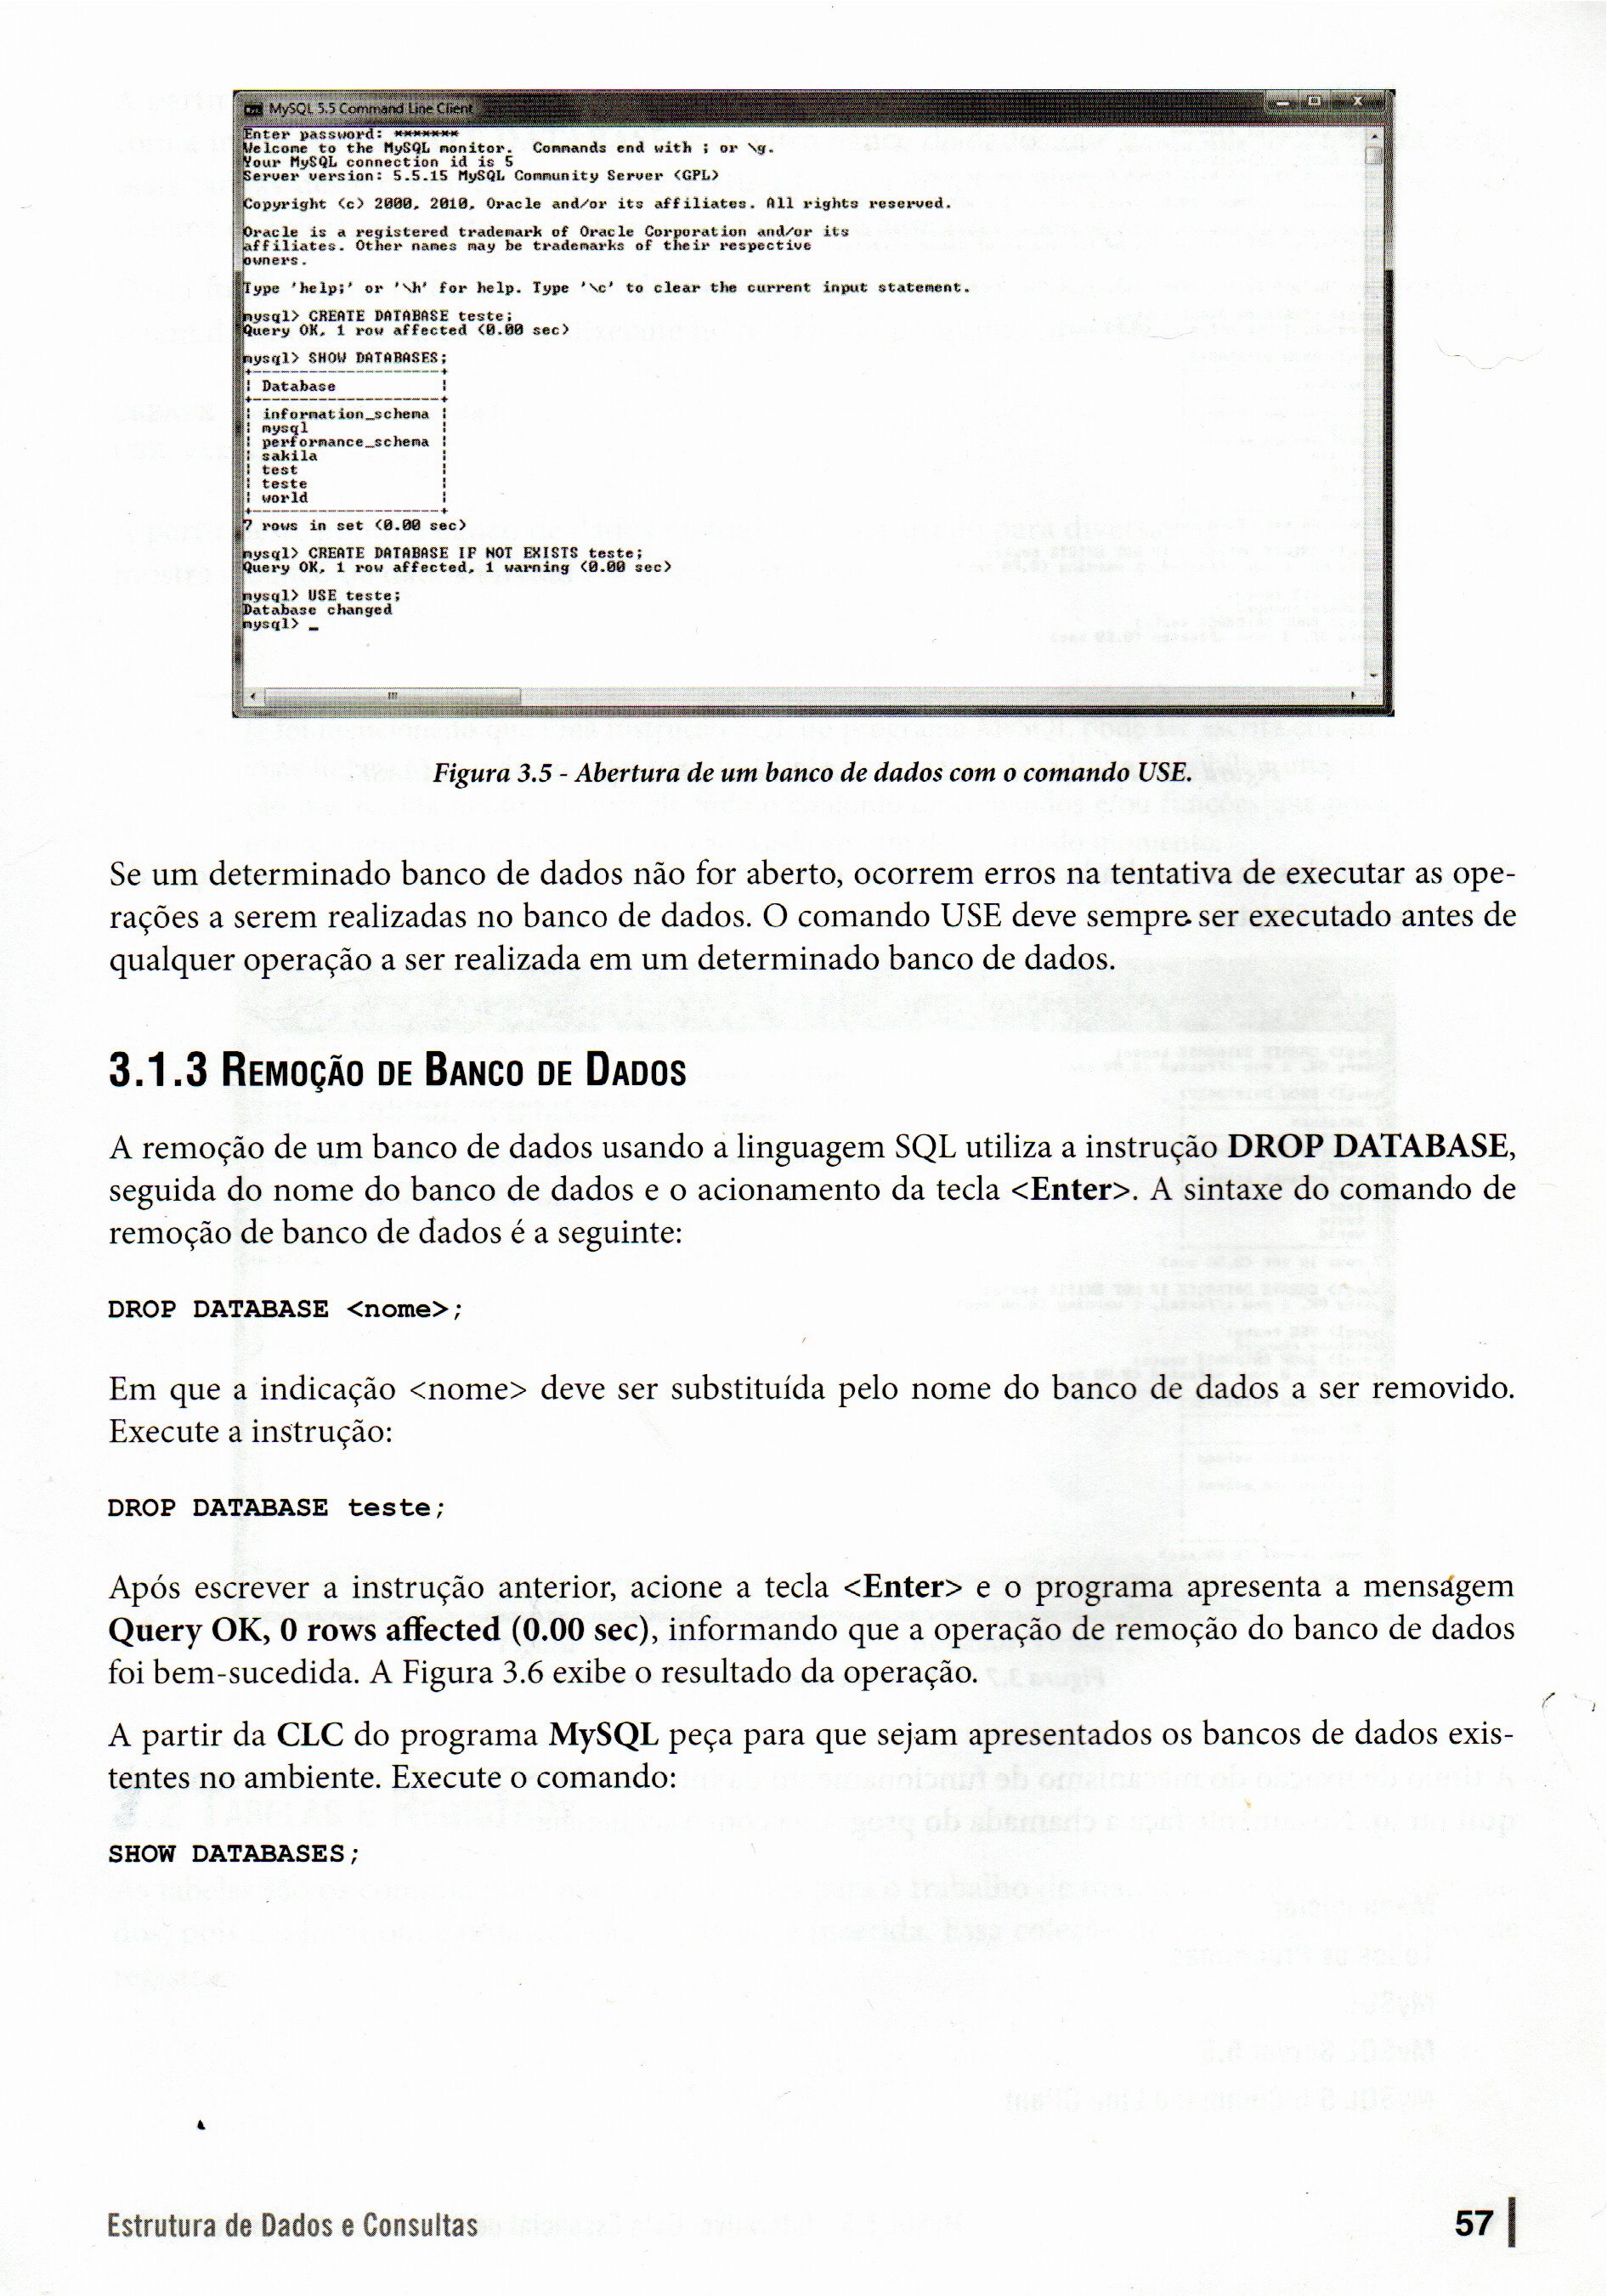 MySQL 5.5 Command Line Client
Enter password: *******
Welcome to the MySQL monitor.  Commands end with ; or \g.
Your MySQL connection id is 5
Server version: 5.5.15 MySQL Community Server (GPL)
Copyright (c) 2000, 2010, Oracle and/or its affiliates. All rights reserved.
Oracle is a registered trademark of Oracle Corporation and/or its
affiliates. Other names may be trademarks of their respective
owners.
Type 'help;' or '\h' for help. Type '\c' to clear the current input statement.
mysql> CREATE DATABASE teste;
Query OK, 1 row affected (0.00 sec)
mysql> SHOW DATABASES;
+--------------------+
| Database           |
+--------------------+
| information_schema |
| mysql              |
| performance_schema |
| sakila             |
| test               |
| teste              |
| world              |
+--------------------+
7 rows in set (0.00 sec)
mysql> CREATE DATABASE IF NOT EXISTS teste;
Query OK, 1 row affected, 1 warning (0.00 sec)
mysql> USE teste;
Database changed
mysql> _
Figura 3.5 - Abertura de um banco de dados com o comando USE.
Se um determinado banco de dados não for aberto, ocorrem erros na tentativa de executar as ope-
rações a serem realizadas no banco de dados. O comando USE deve sempre ser executado antes de
qualquer operação a ser realizada em um determinado banco de dados.
3.1.3 Remoção de Banco de Dados
A remoção de um banco de dados usando a linguagem SQL utiliza a instrução DROP DATABASE,
seguida do nome do banco de dados e o acionamento da tecla <Enter>. A sintaxe do comando de
remoção de banco de dados é a seguinte:
DROP DATABASE <nome>;
Em que a indicação <nome> deve ser substituída pelo nome do banco de dados a ser removido.
Execute a instrução:
DROP DATABASE teste;
Após escrever a instrução anterior, acione a tecla <Enter> e o programa apresenta a mensagem
Query OK, 0 rows affected (0.00 sec), informando que a operação de remoção do banco de dados
foi bem-sucedida. A Figura 3.6 exibe o resultado da operação.
A partir da CLC do programa MySQL peça para que sejam apresentados os bancos de dados exis-
tentes no ambiente. Execute o comando:
SHOW DATABASES;
Estrutura de Dados e Consultas
57